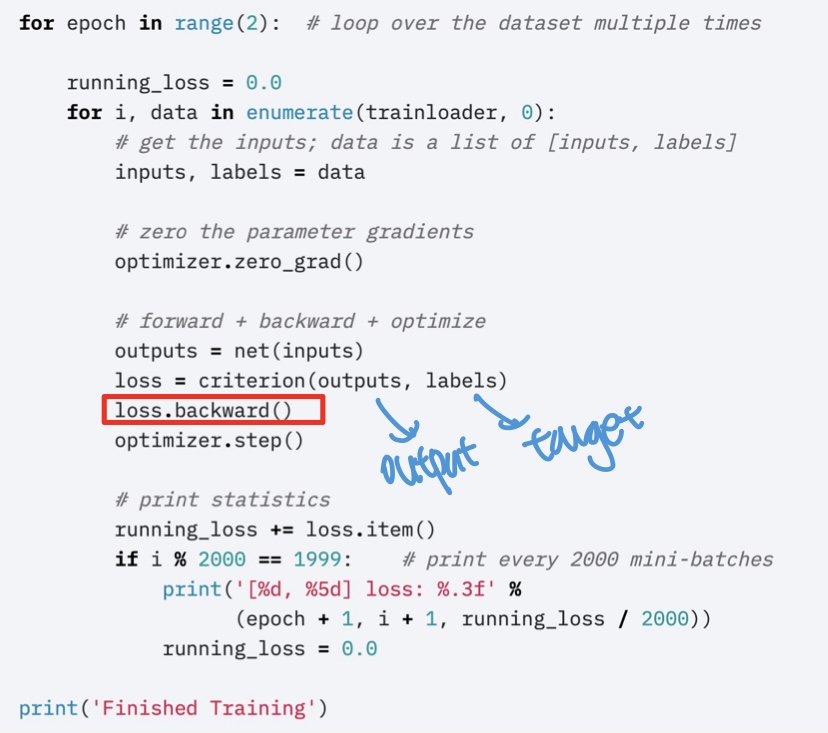 for epoch in range(2):  # loop over the dataset multiple times
    running_loss = 0.0
    for i, data in enumerate(trainloader, 0):
        # get the inputs; data is a list of [inputs, labels]
        inputs, labels = data
        # zero the parameter gradients
        optimizer.zero_grad()
        # forward + backward + optimize
        outputs = net(inputs)
        loss = criterion(outputs, labels)
        loss.backward()
        optimizer.step()
output target
        # print statistics
        running_loss += loss.item()
        if i % 2000 == 1999:    # print every 2000 mini-batches
            print('[%d, %5d] loss: %.3f' %
                  (epoch + 1, i + 1, running_loss / 2000))
            running_loss = 0.0
print('Finished Training')